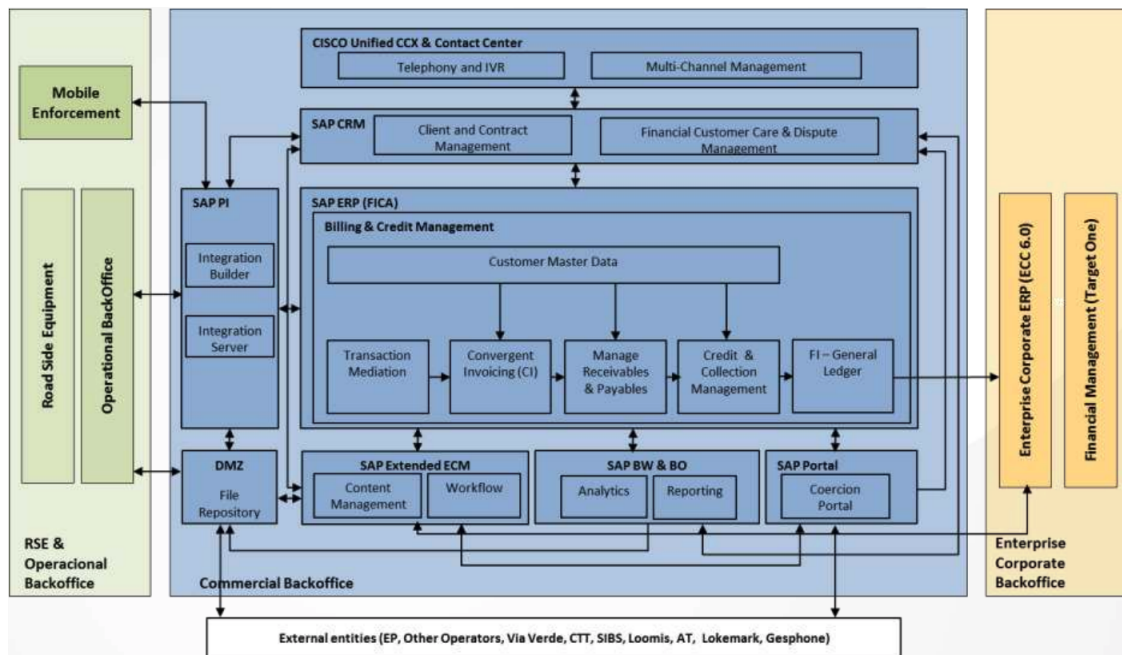 CISCO Unified CCX & Contact Center
Telephony and IVR
Multi-Channel Management
Mobile
Enforcement
SAP CRM
Client and Contract
Management
Financial Customer Care & Dispute
Management
SAP PI
Integration
Builder
Integration
Server
SAP ERP (FICA)
Billing & Credit Management
Customer Master Data
Transaction
Mediation
Convergent
Invoicing (CI)
Manage
Receivables
& Payables
Credit &
Collection
Management
FI – General
Ledger
Road Side Equipment
Operational BackOffice
Enterprise Corporate ERP (ECC 6.0)
Financial Management (Target One)
DMZ
File
Repository
SAP Extended ECM
Content
Management
Workflow
SAP BW & BO
Analytics
Reporting
SAP Portal
Coercion
Portal
RSE &
Operacional
Backoffice
Commercial Backoffice
Enterprise
Corporate
Backoffice
External entities (EP, Other Operators, Via Verde, CTT, SIBS, Loomis, AT, Lokemark, Gesphone)